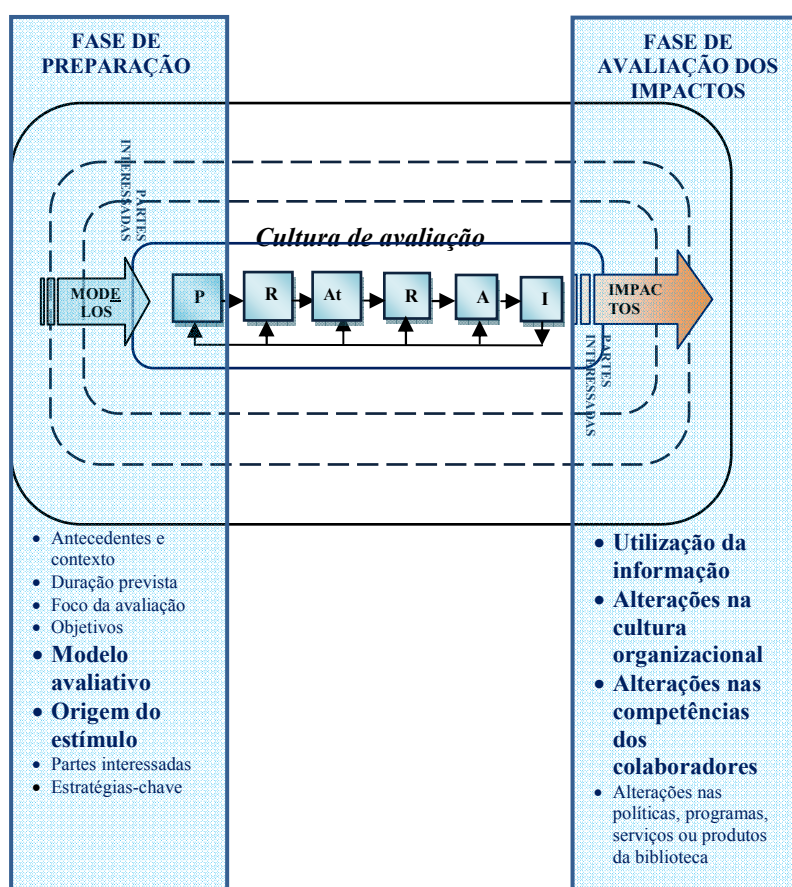 FASE DE
PREPARAÇÃO
FASE DE
AVALIAÇÃO DOS
IMPACTOS
PARTES
INTERESSADAS
Cultura de avaliação
MODE
LOS
P
R
At
R
A
I
IMPAC
TOS
PARTES
INTERESSADAS
• Antecedentes e
contexto
• Duração prevista
• Foco da avaliação
• Objetivos
• Modelo
avaliativo
• Origem do
estímulo
• Partes interessadas
• Estratégias-chave
• Utilização da
informação
• Alterações na
cultura
organizacional
• Alterações nas
competências
dos
colaboradores
• Alterações nas
políticas, programas,
serviços ou produtos
da biblioteca